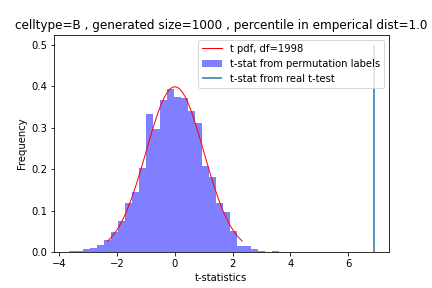 celltype=B , generated size=1000 , percentile in emperical dist=1.0
t pdf, df=1998
t-stat from permutation labels
t-stat from real t-test
Frequency
0.5
0.4
0.3
0.2
0.1
0.0
−4
−2
0
2
4
6
t-statistics